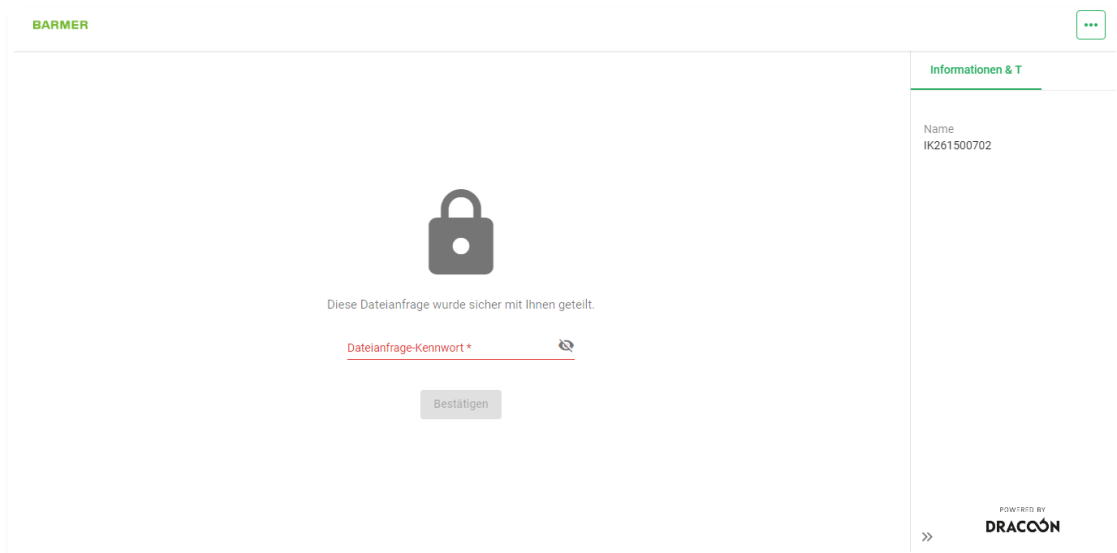 BARMER
Informationen & T
Name
IK261500702
Diese Dateianfrage wurde sicher mit Ihnen geteilt.
Dateianfrage-Kennwort *
Bestätigen
POWERED BY
DRACOON